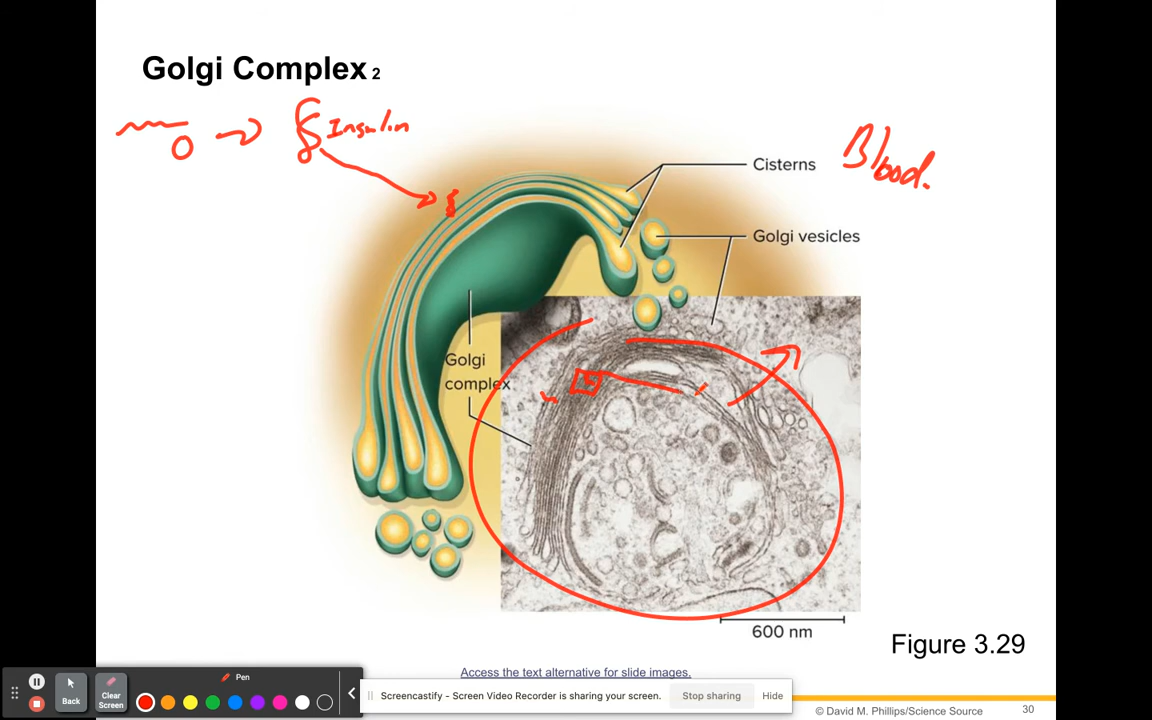 Golgi Complex 2
Insulin
Blood.
Cisterns
Golgi vesicles
Golgi
complex
600 nm
Figure 3.29
Access the text alternative for slide images.
Pen
Back
Clear
Screen
Screencastify - Screen Video Recorder is sharing your screen.
Stop sharing
Hide
© David M. Phillips/Science Source
30